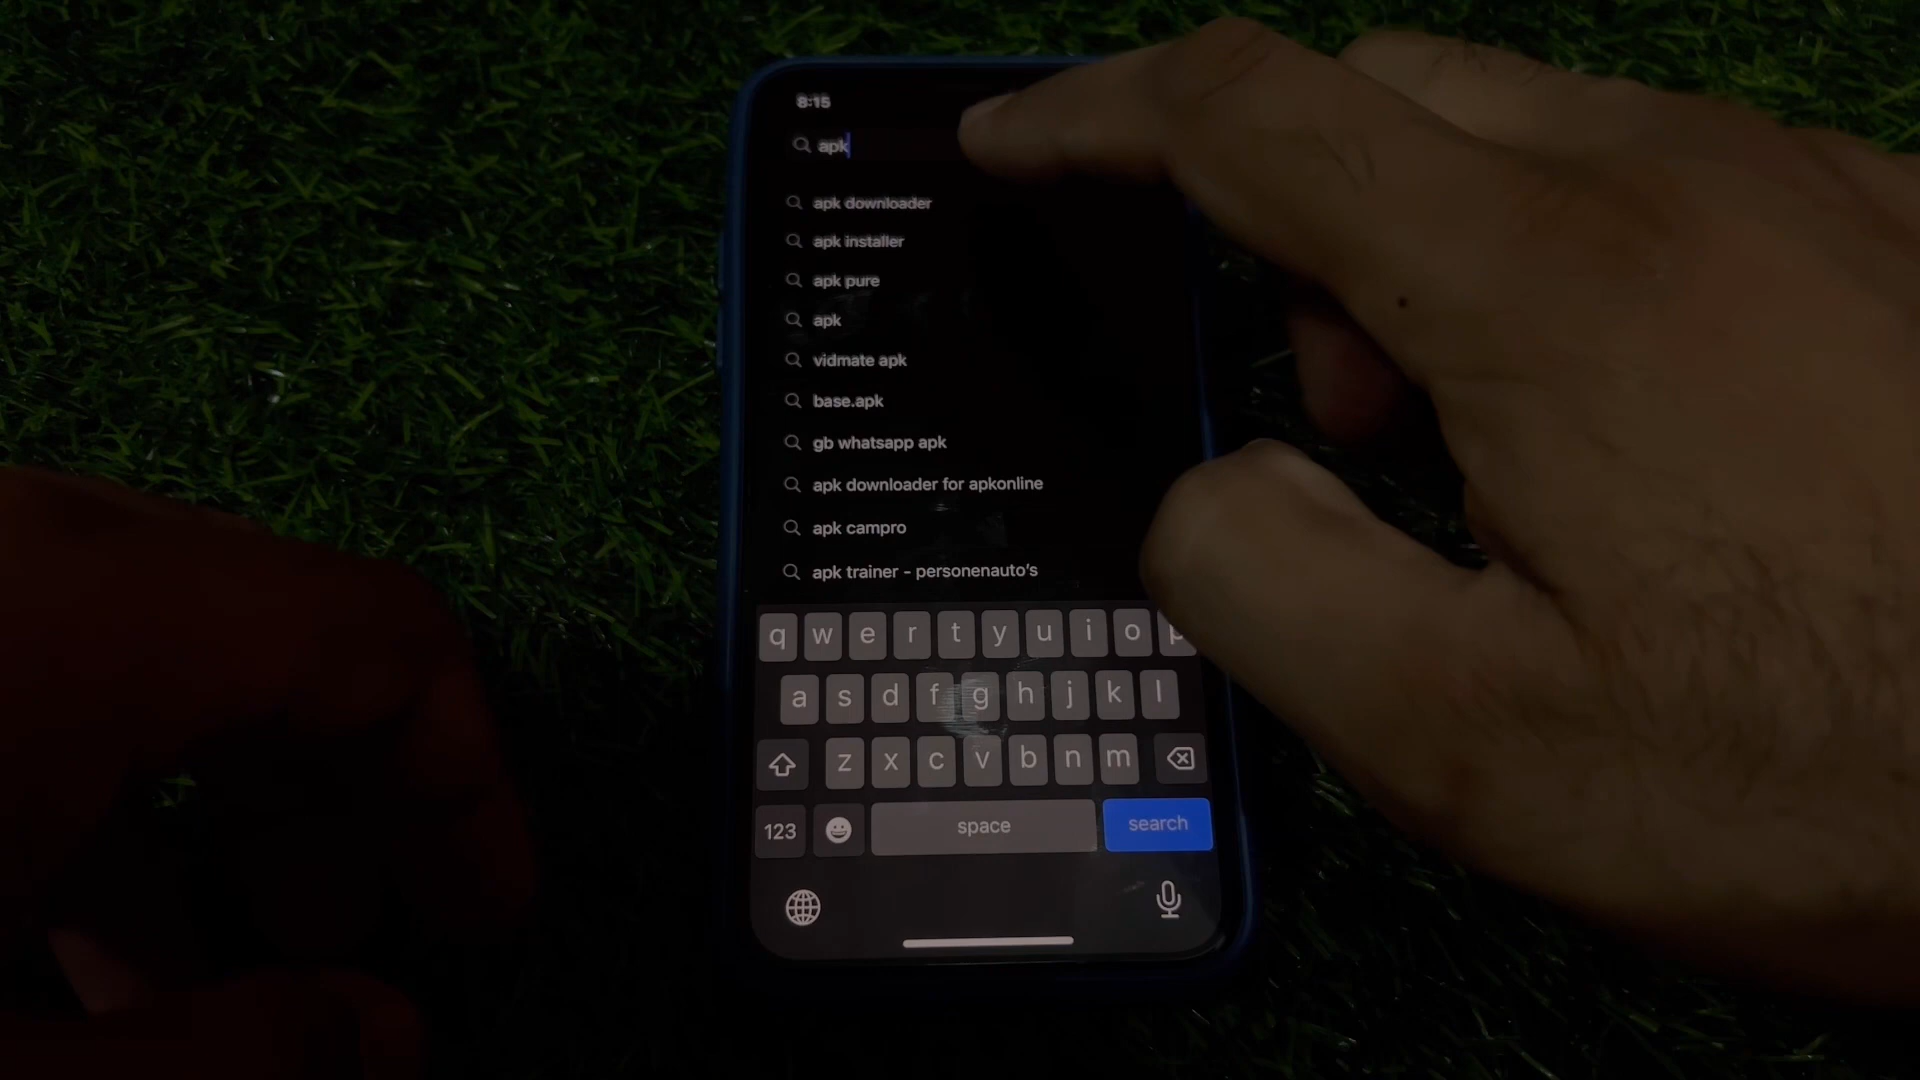 8:15
apk
apk downloader
apk installer
apk pure
apk
vidmate apk
base.apk
gb whatsapp apk
apk downloader for apkonline
apk campro
apk trainer - personenauto's
q w e r t y u i o p
a s d f g h j k l
z x c v b n m
123 space search